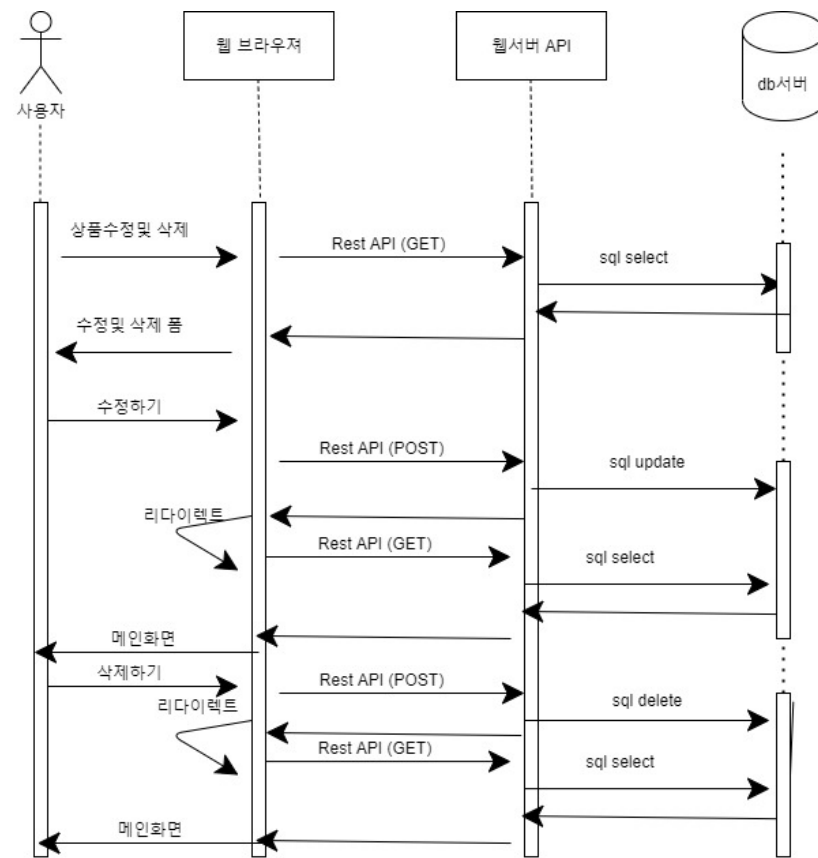 웹 브라우져
웹서버 API
db서버
사용자
상품수정및 삭제
Rest API (GET)
sql select
수정및 삭제 폼
수정하기
Rest API (POST)
sql update
리다이렉트
Rest API (GET)
sql select
메인화면
삭제하기
Rest API (POST)
sql delete
리다이렉트
Rest API (GET)
sql select
메인화면